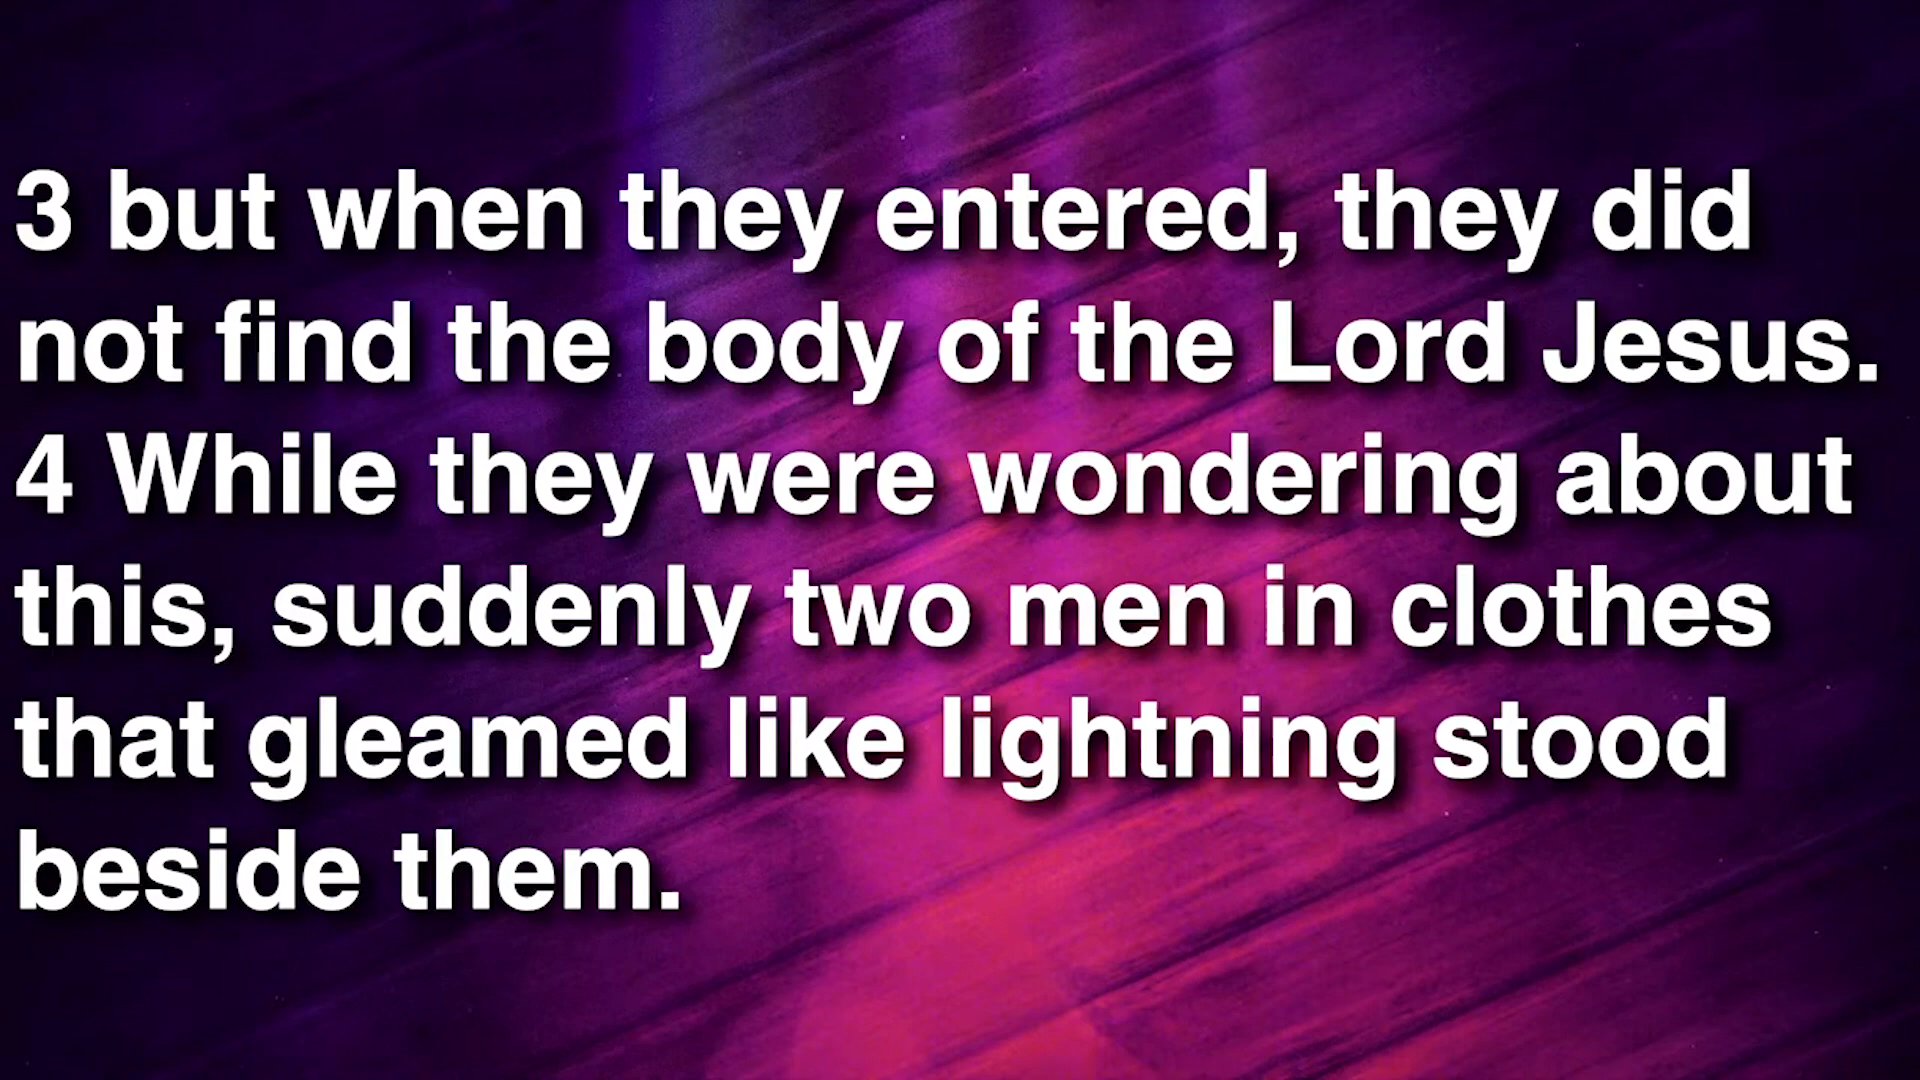 3 but when they entered, they did
not find the body of the Lord Jesus.
4 While they were wondering about
this, suddenly two men in clothes
that gleamed like lightning stood
beside them.